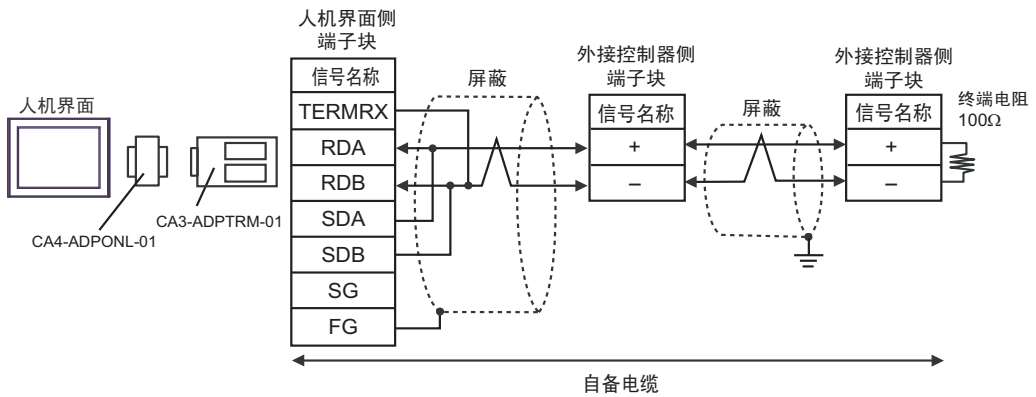 人机界面
CA4-ADPONL-01
CA3-ADPTRM-01
人机界面侧
端子块
信号名称
TERMRX
RDA
RDB
SDA
SDB
SG
FG
屏蔽
外接控制器侧
端子块
信号名称
+
−
屏蔽
外接控制器侧
端子块
信号名称
+
−
终端电阻
100Ω
自备电缆